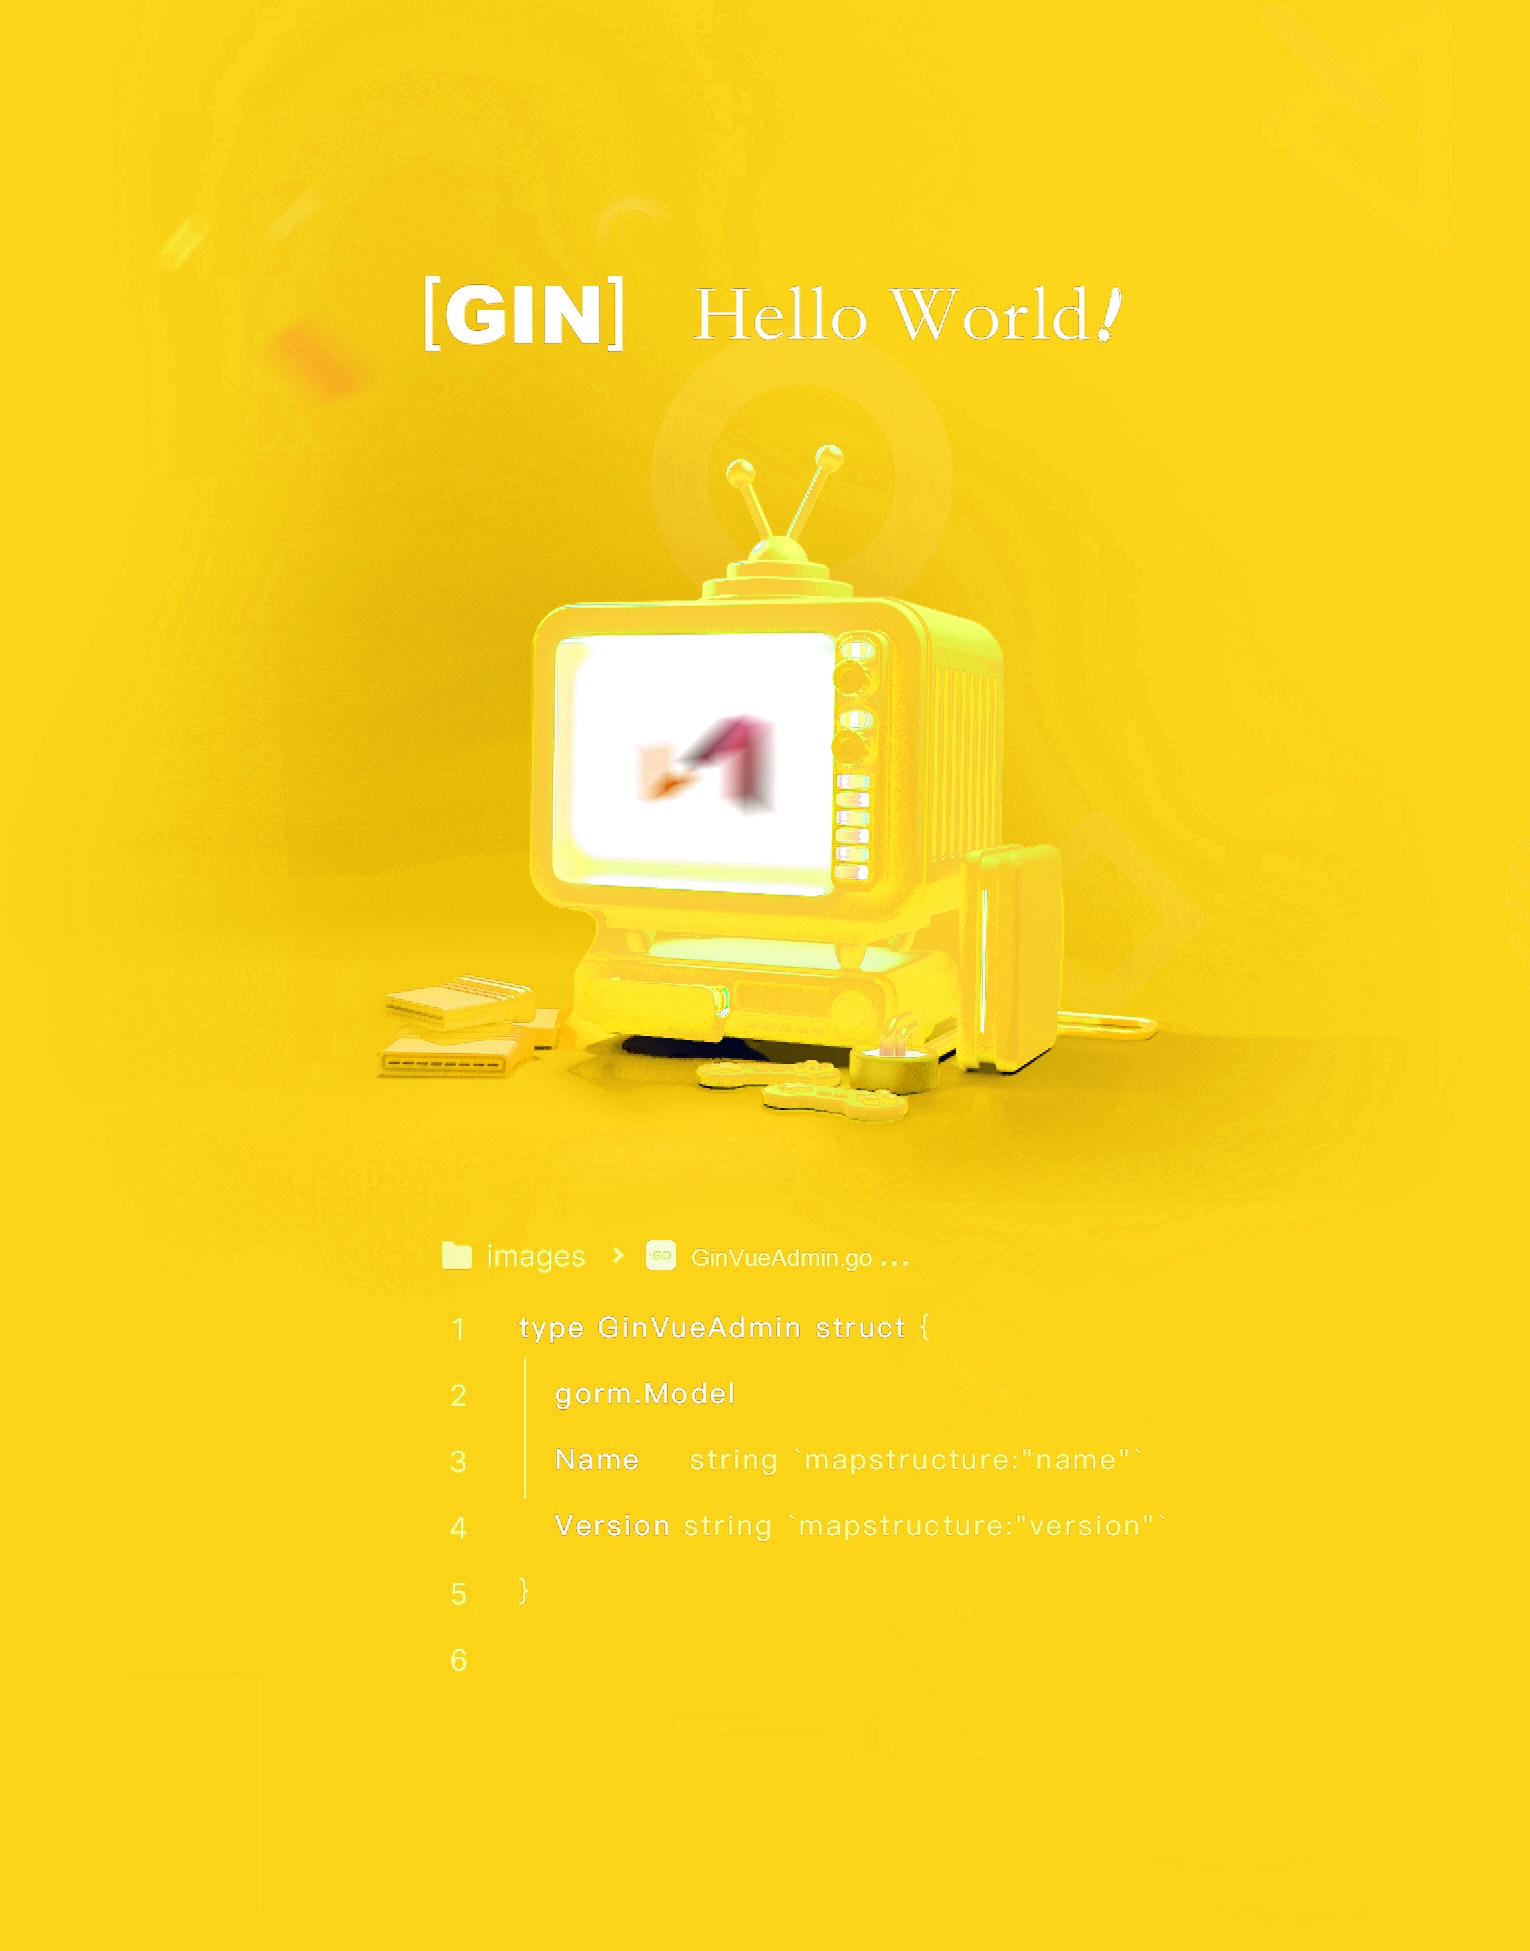 [GIN] Hello World!
images > GO GinVueAdmin.go ...
1 type GinVueAdmin struct {
2 gorm.Model
3 Name string `mapstructure:"name"`
4 Version string `mapstructure:"version"`
5 }
6